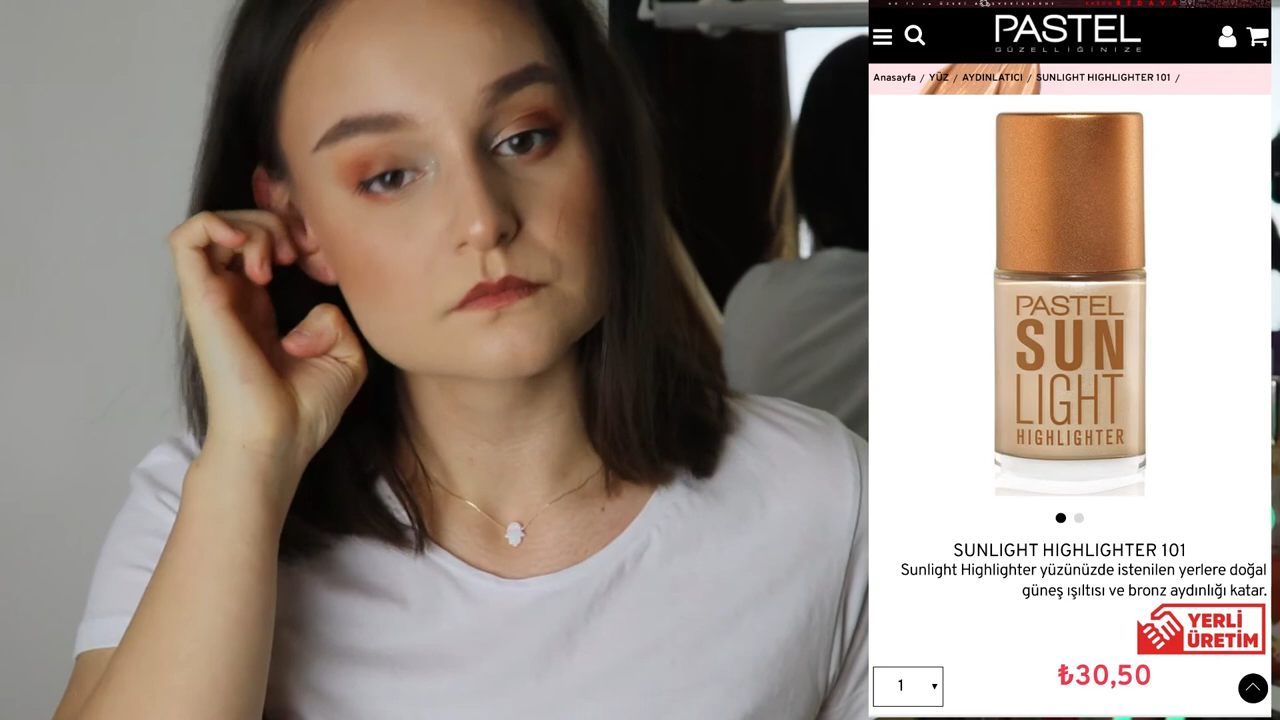 PASTEL
GÜZELLİĞİNİZE
Anasayfa / YÜZ / AYDINLATICI / SUNLIGHT HIGHLIGHTER 101 /
PASTEL
SUN
LIGHT
HIGHLIGHTER
SUNLIGHT HIGHLIGHTER 101
Sunlight Highlighter yüzünüzde istenilen yerlere doğal
güneş ışıltısı ve bronz aydınlığı katar.
YERLİ
ÜRETİM
₺30,50
1